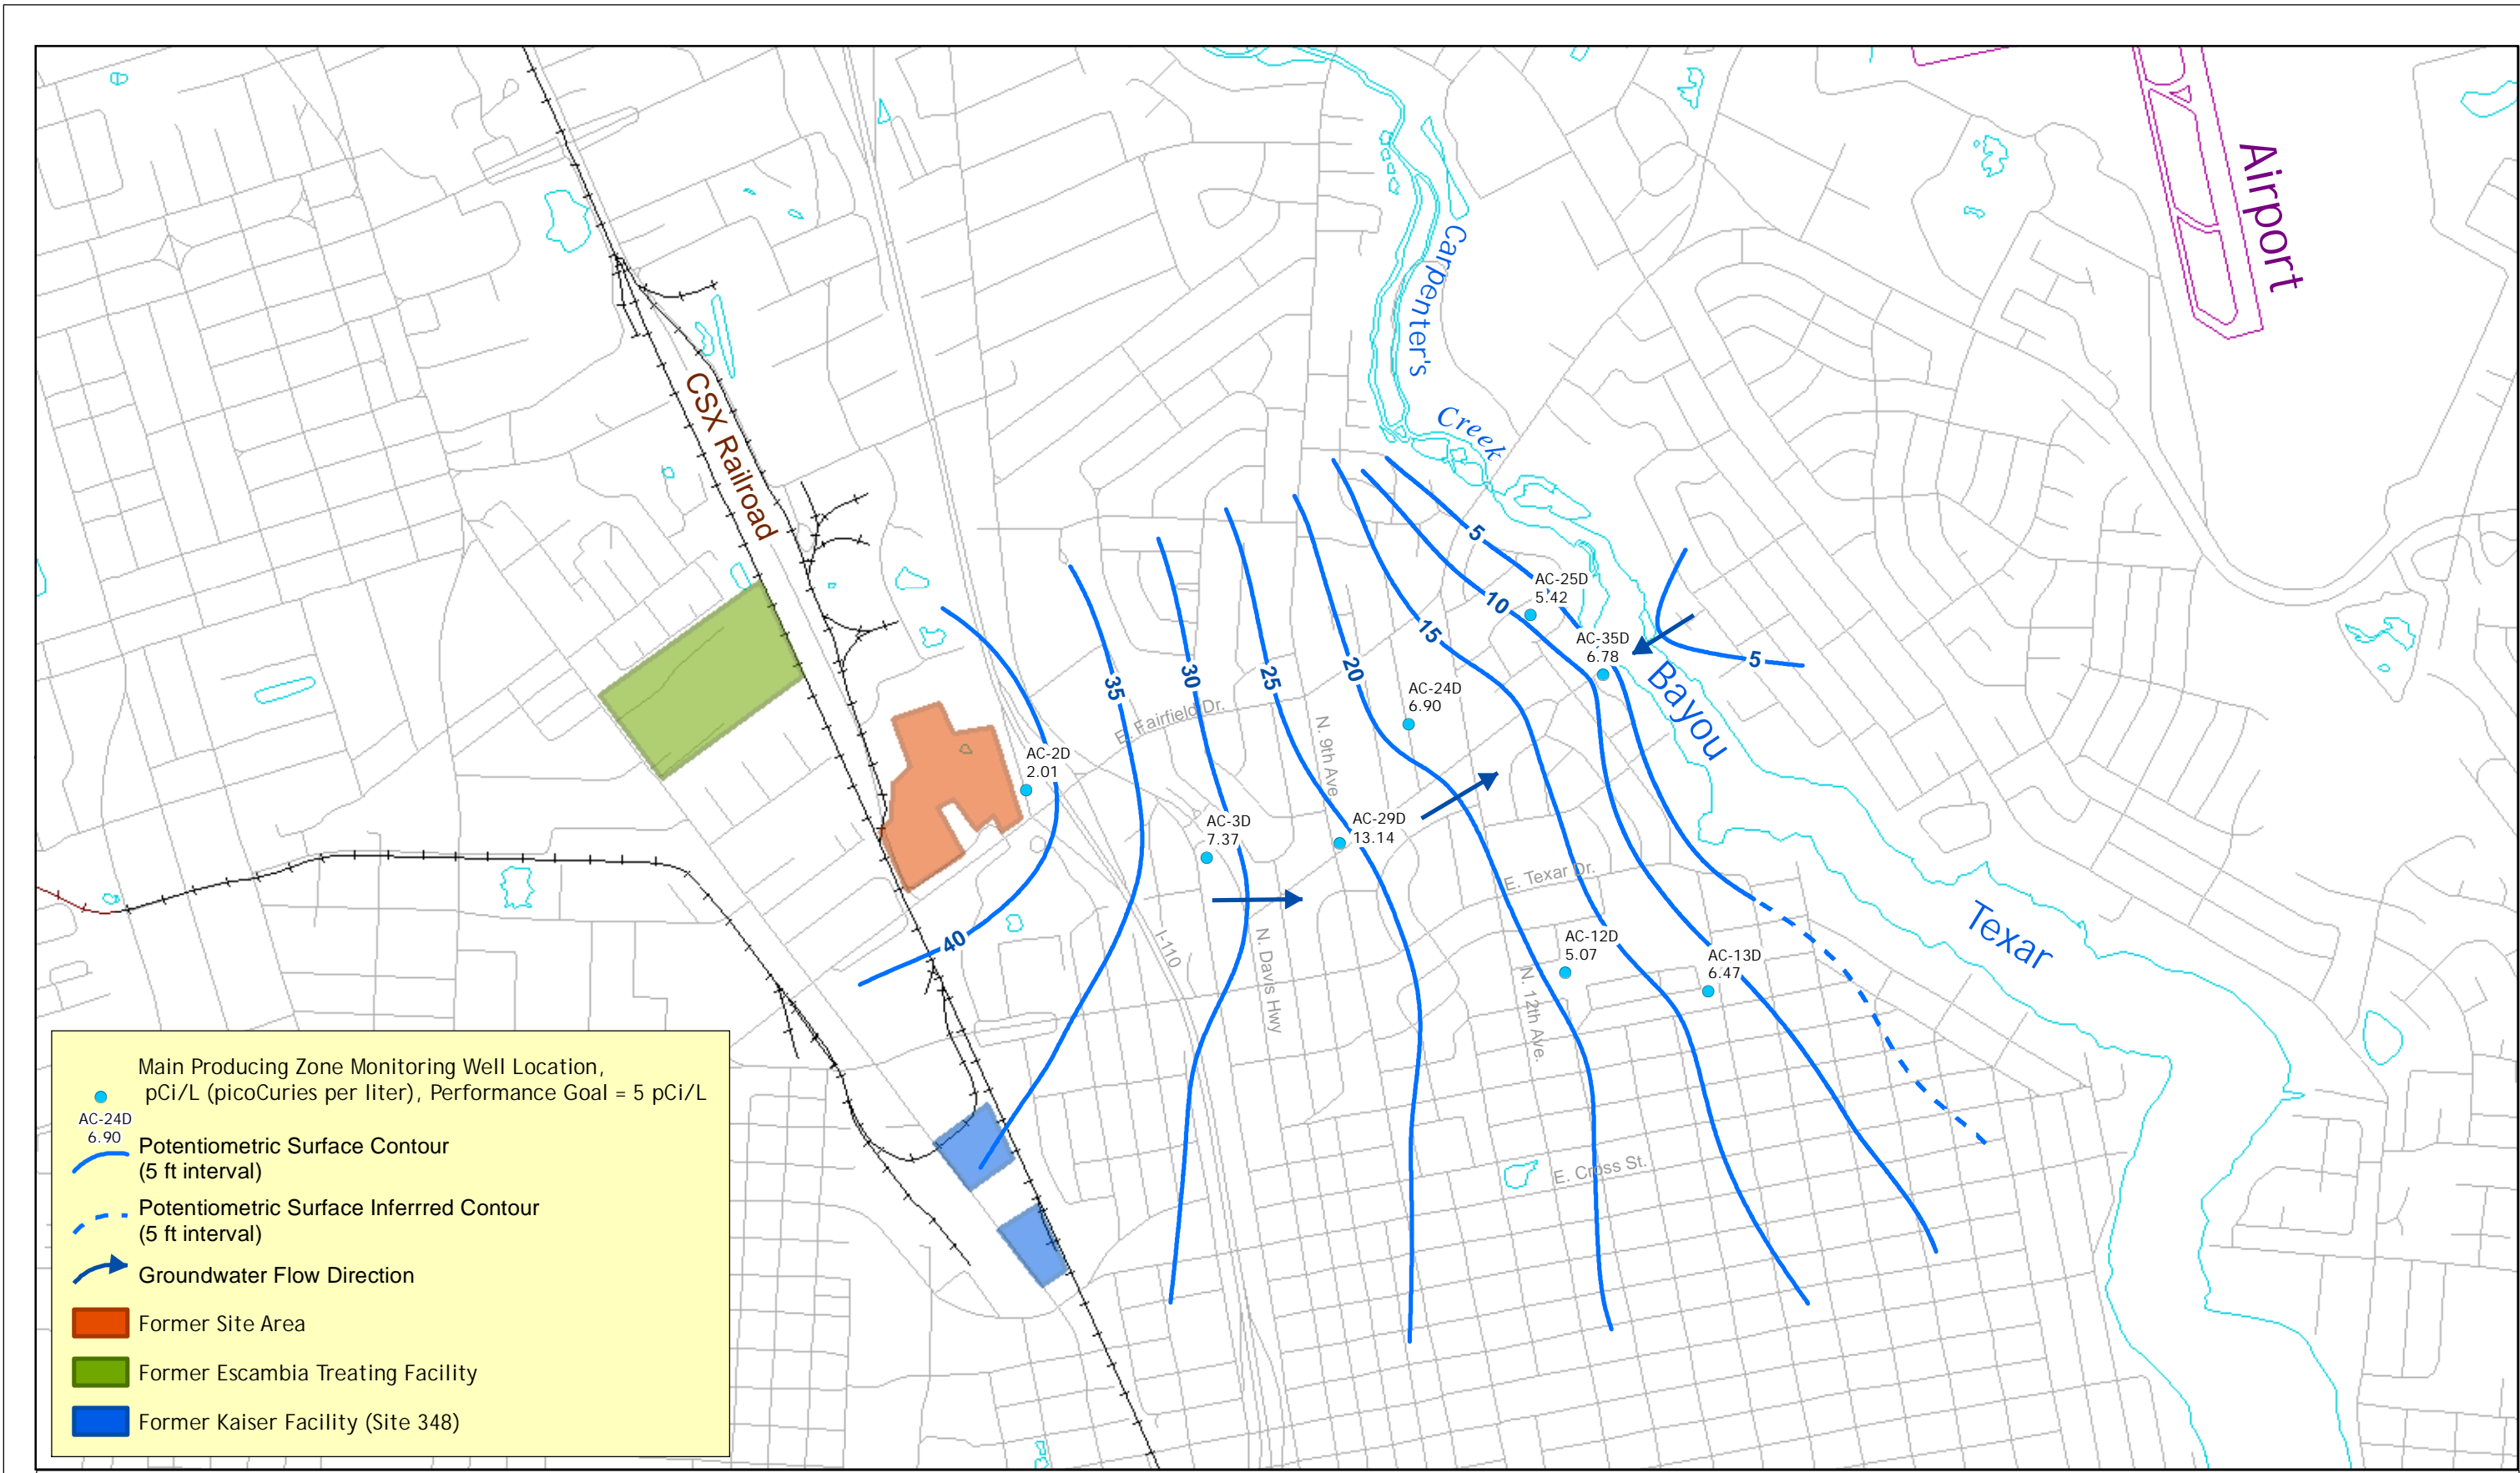 Airport
Carpenter's
Creek
CSX Railroad
5
AC-25D
5.42
10
15
AC-35D
6.78
5
Bayou
35
30
25
20
AC-24D
6.90
E. Fairfield Dr.
N. 9th Ave
AC-2D
2.01
AC-3D
7.37
AC-29D
13.14
E. Texar Dr.
40
I-110
N. Davis Hwy
AC-12D
5.07
N. 12th Ave.
AC-13D
6.47
Texar
E. Cross St.
Main Producing Zone Monitoring Well Location,
pCi/L (picoCuries per liter), Performance Goal = 5 pCi/L
AC-24D
6.90
Potentiometric Surface Contour
(5 ft interval)
Potentiometric Surface Inferrred Contour
(5 ft interval)
Groundwater Flow Direction
Former Site Area
Former Escambia Treating Facility
Former Kaiser Facility (Site 348)